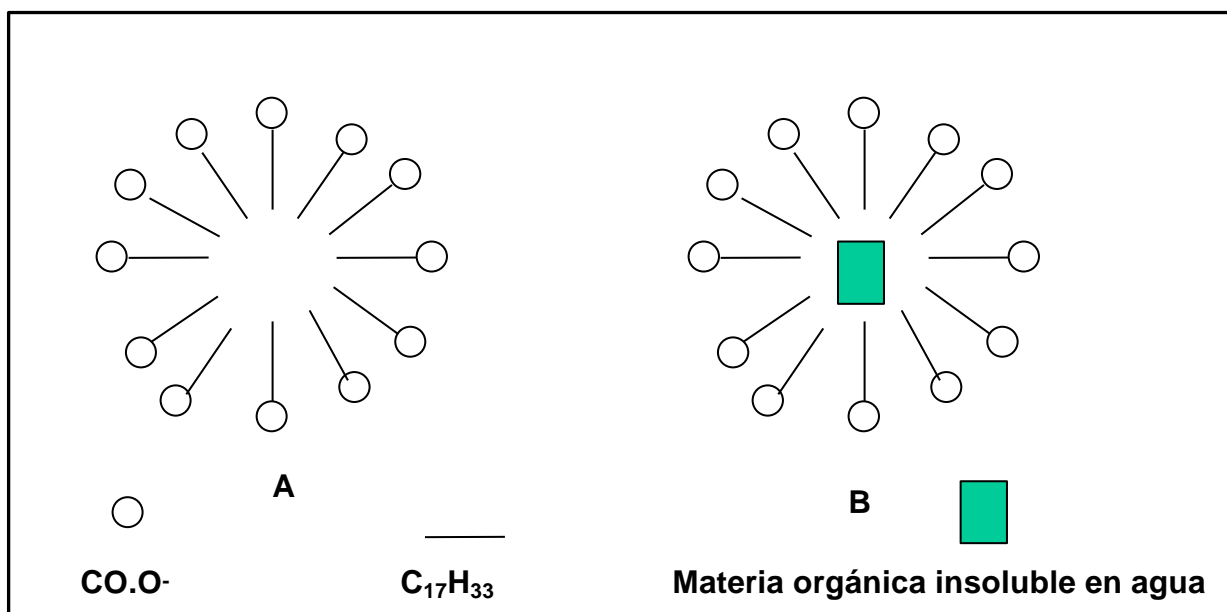 A
B
CO.O-
C₁₇H₃₃
Materia orgánica insoluble en agua